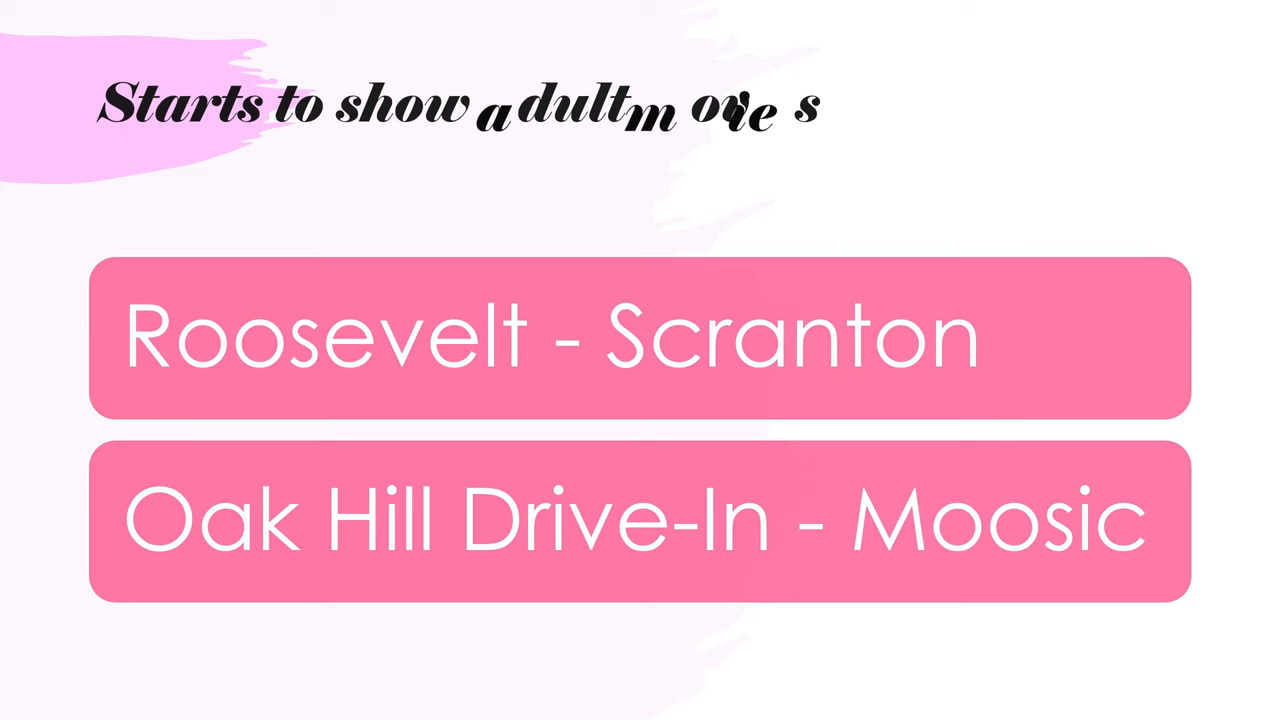 Starts to show adult movies
Roosevelt - Scranton
Oak Hill Drive-In - Moosic